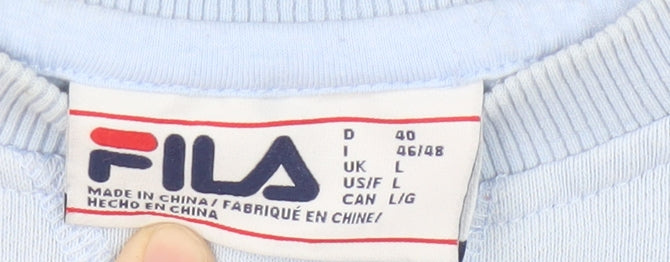 FILA
D 40
I 46/48
UK L
US/F L
CAN L/G
MADE IN CHINA/ FABRIQUÉ EN CHINE/
HECHO EN CHINA